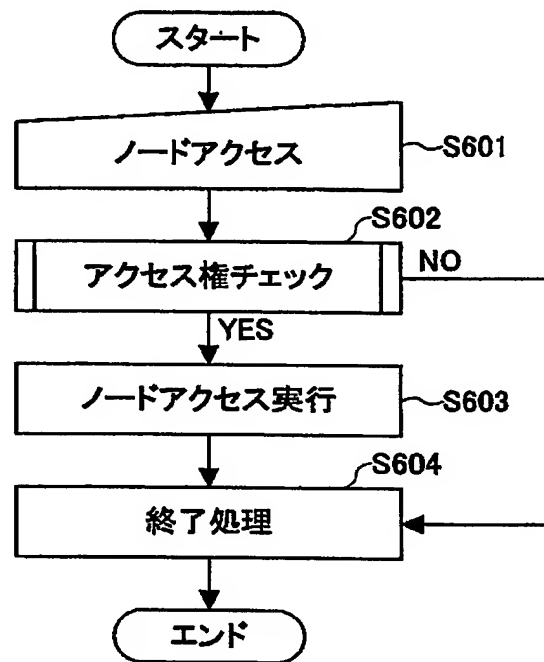 スタート
ノードアクセス
S601
S602
アクセス権チェック
NO
YES
ノードアクセス実行
S603
S604
終了処理
エンド